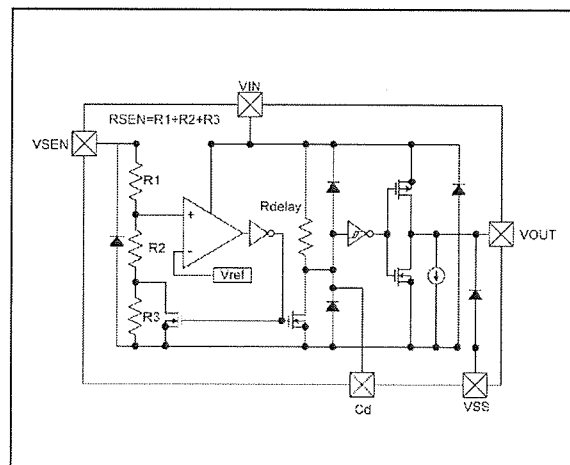 VIN
RSEN=R1+R2+R3
VSEN
R1
Rdelay
+
R2
-
Vref
VOUT
R3
Cd
VSS